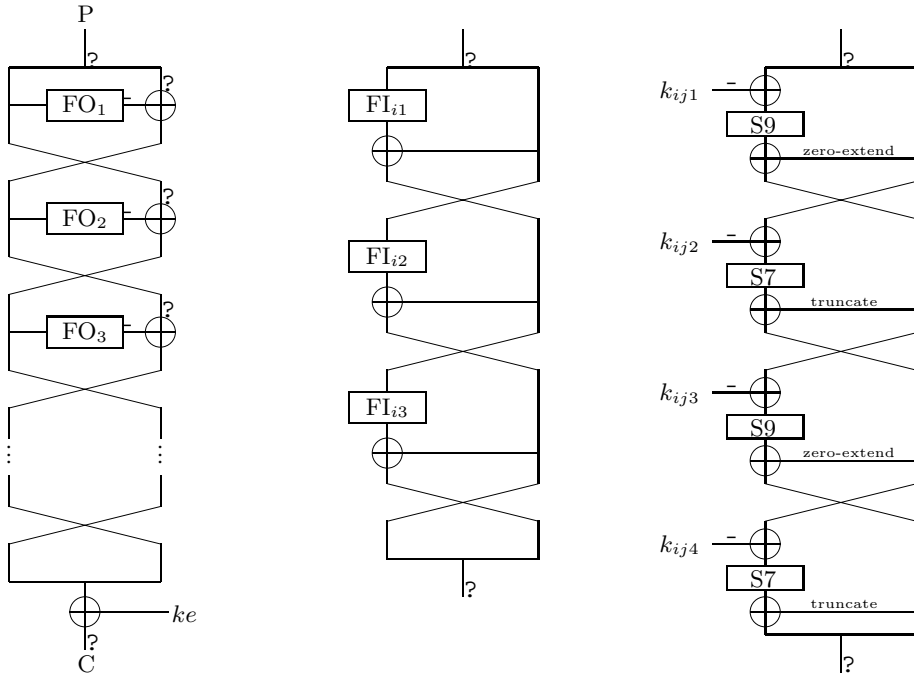 P
?
?
FO₁
?
FO₂
?
FO₃
⋮ ⋮
ke
?
C
?
FIᵢ₁
FIᵢ₂
FIᵢ₃
?
?
kᵢⱼ₁
S9
zero-extend
kᵢⱼ₂
S7
truncate
kᵢⱼ₃
S9
zero-extend
kᵢⱼ₄
S7
truncate
?